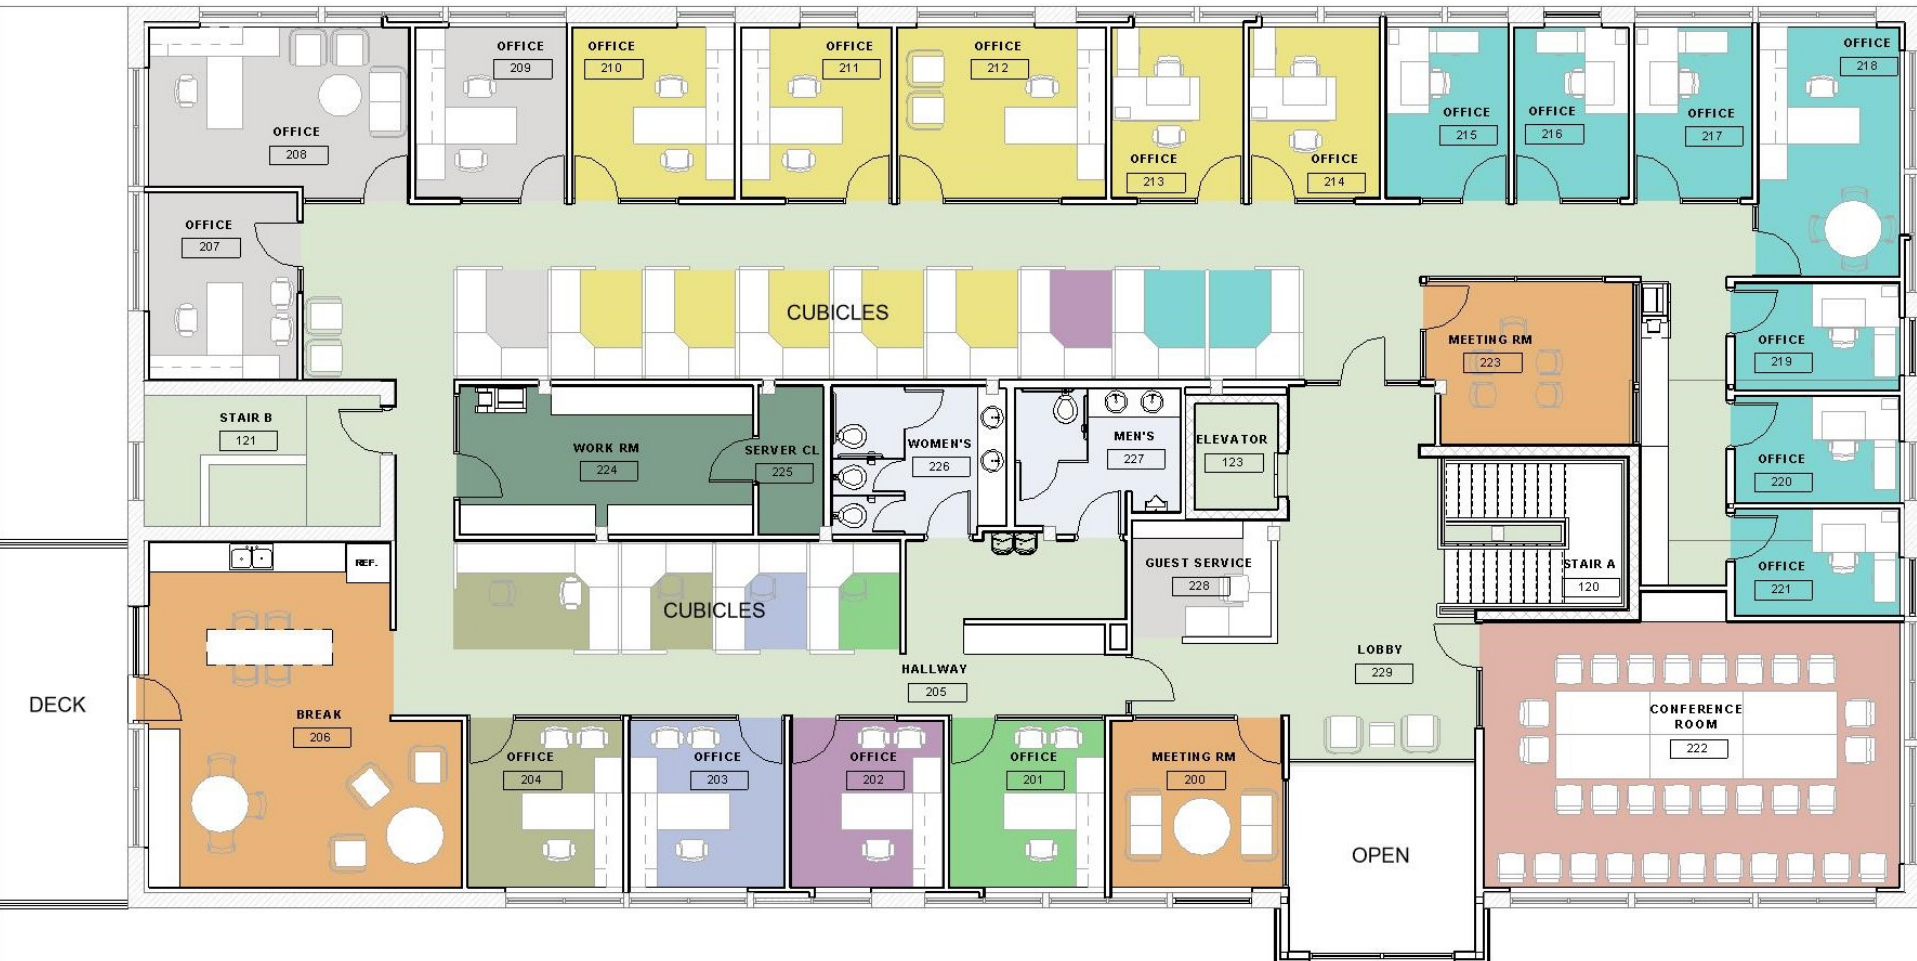 OFFICE
209
OFFICE
210
OFFICE
211
OFFICE
212
OFFICE
218
OFFICE
208
OFFICE
213
OFFICE
214
OFFICE
215
OFFICE
216
OFFICE
217
OFFICE
207
CUBICLES
MEETING RM
223
OFFICE
219
STAIR B
121
WORK RM
224
SERVER CL
225
WOMEN'S
226
MEN'S
227
ELEVATOR
123
OFFICE
220
REF.
GUEST SERVICE
228
STAIR A
120
OFFICE
221
CUBICLES
HALLWAY
205
LOBBY
229
DECK
BREAK
206
OFFICE
204
OFFICE
203
OFFICE
202
OFFICE
201
MEETING RM
200
CONFERENCE
ROOM
222
OPEN